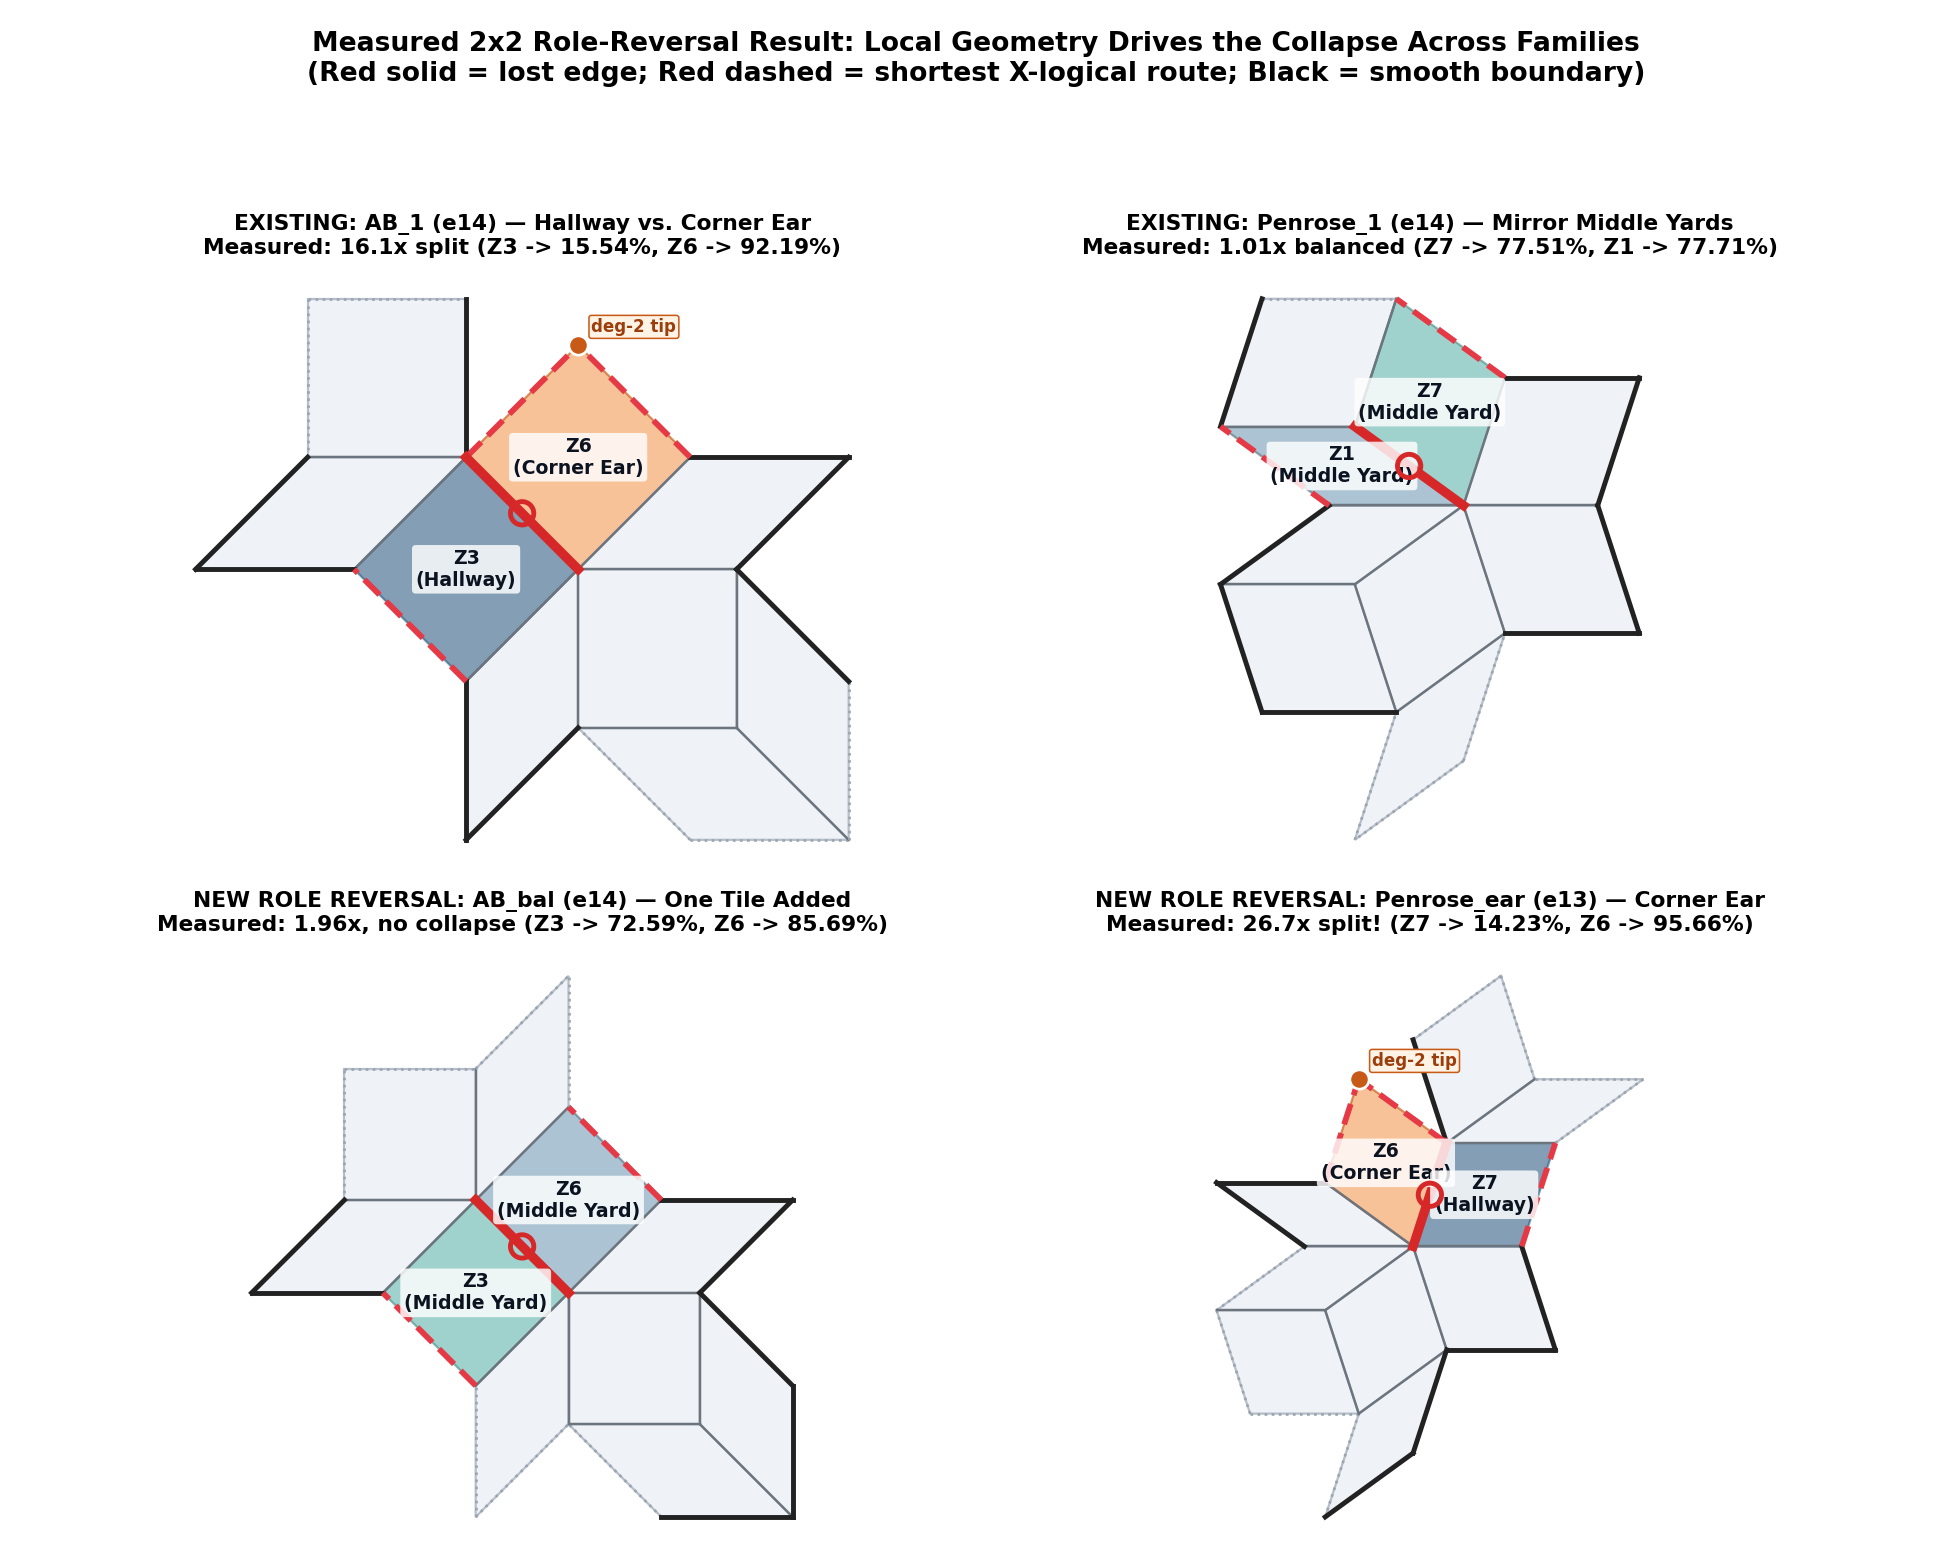 Measured 2x2 Role-Reversal Result: Local Geometry Drives the Collapse Across Families
(Red solid = lost edge; Red dashed = shortest X-logical route; Black = smooth boundary)
EXISTING: AB_1 (e14) — Hallway vs. Corner Ear
Measured: 16.1x split (Z3 -> 15.54%, Z6 -> 92.19%)
deg-2 tip
Z6
(Corner Ear)
Z3
(Hallway)
EXISTING: Penrose_1 (e14) — Mirror Middle Yards
Measured: 1.01x balanced (Z7 -> 77.51%, Z1 -> 77.71%)
Z7
(Middle Yard)
Z1
(Middle Yard)
NEW ROLE REVERSAL: AB_bal (e14) — One Tile Added
Measured: 1.96x, no collapse (Z3 -> 72.59%, Z6 -> 85.69%)
Z6
(Middle Yard)
Z3
(Middle Yard)
NEW ROLE REVERSAL: Penrose_ear (e13) — Corner Ear
Measured: 26.7x split! (Z7 -> 14.23%, Z6 -> 95.66%)
deg-2 tip
Z6
(Corner Ear)
Z7
(Hallway)